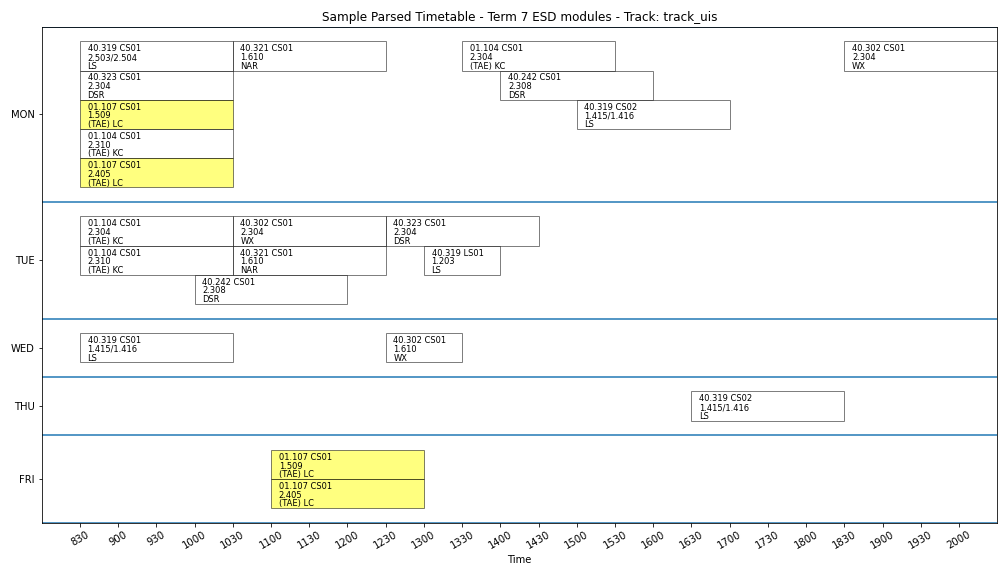 Sample Parsed Timetable - Term 7 ESD modules - Track: track_uis
MON
40.319 CS01
2.503/2.504
LS
40.321 CS01
1.610
NAR
01.104 CS01
2.304
(TAE) KC
40.302 CS01
2.304
WX
40.323 CS01
2.304
DSR
40.242 CS01
2.308
DSR
01.107 CS01
1.509
(TAE) LC
40.319 CS02
1.415/1.416
LS
01.104 CS01
2.310
(TAE) KC
01.107 CS01
2.405
(TAE) LC
TUE
01.104 CS01
2.304
(TAE) KC
40.302 CS01
2.304
WX
40.323 CS01
2.304
DSR
01.104 CS01
2.310
(TAE) KC
40.321 CS01
1.610
NAR
40.319 LS01
1.203
LS
40.242 CS01
2.308
DSR
WED
40.319 CS01
1.415/1.416
LS
40.302 CS01
1.610
WX
THU
40.319 CS02
1.415/1.416
LS
FRI
01.107 CS01
1.509
(TAE) LC
01.107 CS01
2.405
(TAE) LC
830 900 930 1000 1030 1100 1130 1200 1230 1300 1330 1400 1430 1500 1530 1600 1630 1700 1730 1800 1830 1900 1930 2000
Time